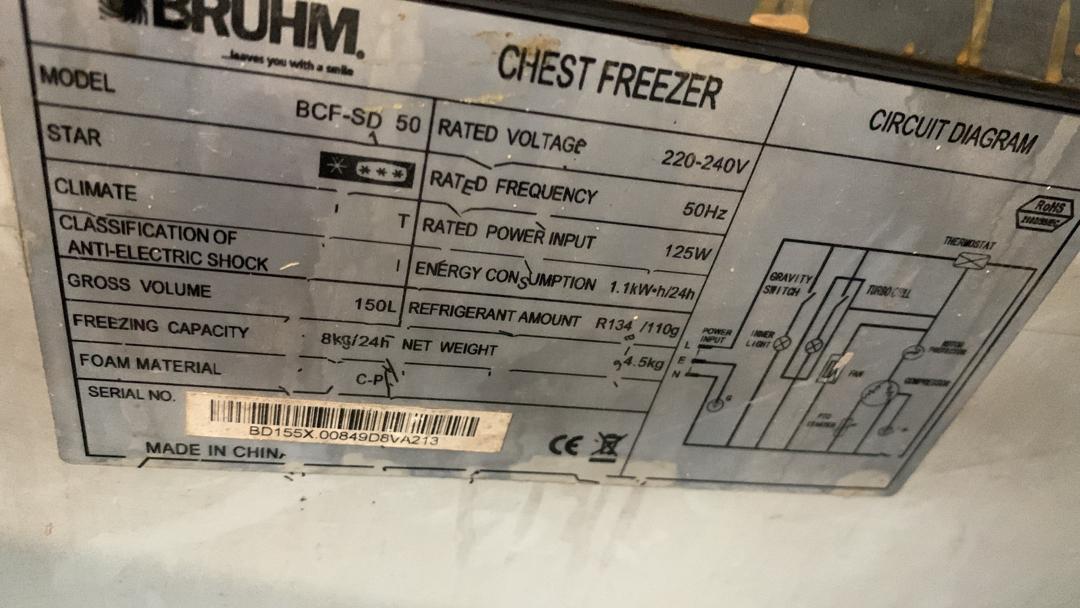 BRUHM.
...leaves you with a smile
CHEST FREEZER
CIRCUIT DIAGRAM
MODEL BCF-SD 50
STAR * ***
CLIMATE T
CLASSIFICATION OF
ANTI-ELECTRIC SHOCK I
GROSS VOLUME 150L
FREEZING CAPACITY 8kg/24h
FOAM MATERIAL C-P
SERIAL NO.
BD155X.00849D8VA213
MADE IN CHINA
RATED VOLTAGE 220-240V
RATED FREQUENCY 50Hz
RATED POWER INPUT 125W
ENERGY CONSUMPTION 1.1kW·h/24h
REFRIGERANT AMOUNT R134 /110g
NET WEIGHT 4.5kg
CE
RoHS
THERMOSTAT
GRAVITY
SWITCH
POWER
INPUT
L
E
N
INNER
LIGHT
FAN
COMPRESSOR